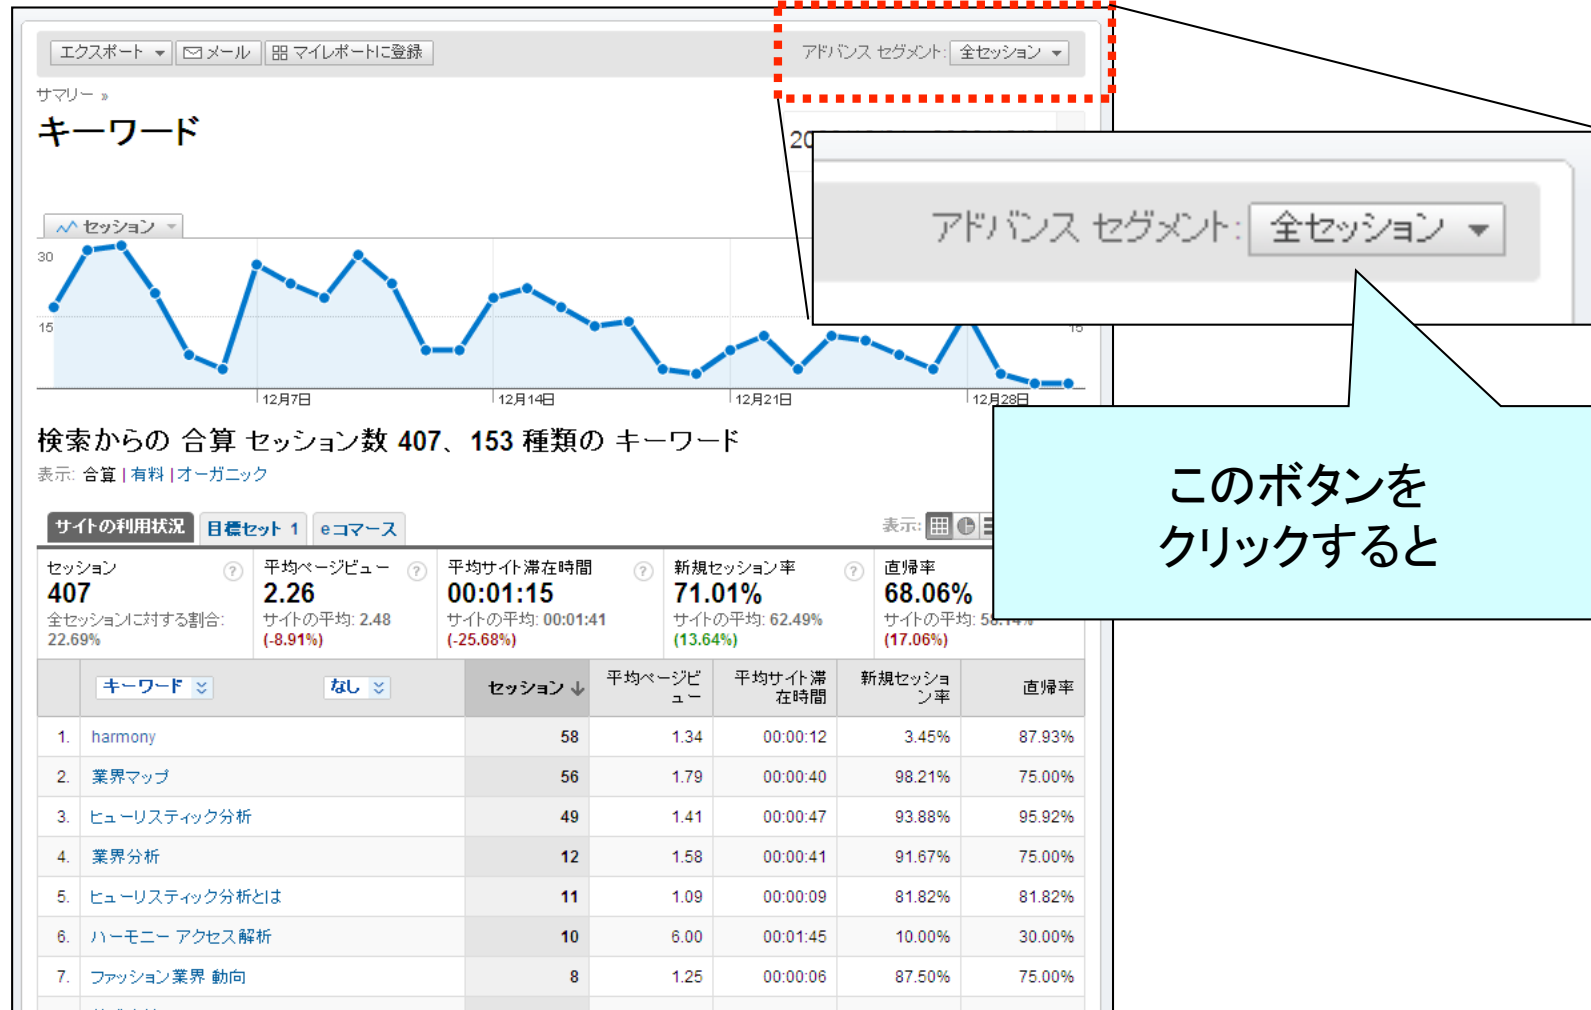 エクスポート メール マイレポートに登録 アドバンス セグメント: 全セッション
サマリー »
キーワード
アドバンス セグメント: 全セッション
セッション
30
15
15
12月7日 12月14日 12月21日 12月28日
このボタンを
クリックすると
検索からの 合算 セッション数 407、153 種類の キーワード
表示: 合算 | 有料 | オーガニック
サイトの利用状況 目標セット 1 eコマース 表示:
セッション
407
全セッションに対する割合:
22.69%
平均ページビュー
2.26
サイトの平均: 2.48
(-8.91%)
平均サイト滞在時間
00:01:15
サイトの平均: 00:01:41
(-25.68%)
新規セッション率
71.01%
サイトの平均: 62.49%
(13.64%)
直帰率
68.06%
サイトの平均:
(17.06%)
キーワード なし セッション 平均ページビュー 平均サイト滞在時間 新規セッション率 直帰率
1. harmony 58 1.34 00:00:12 3.45% 87.93%
2. 業界マップ 56 1.79 00:00:40 98.21% 75.00%
3. ヒューリスティック分析 49 1.41 00:00:47 93.88% 95.92%
4. 業界分析 12 1.58 00:00:41 91.67% 75.00%
5. ヒューリスティック分析とは 11 1.09 00:00:09 81.82% 81.82%
6. ハーモニー アクセス解析 10 6.00 00:01:45 10.00% 30.00%
7. ファッション業界 動向 8 1.25 00:00:06 87.50% 75.00%